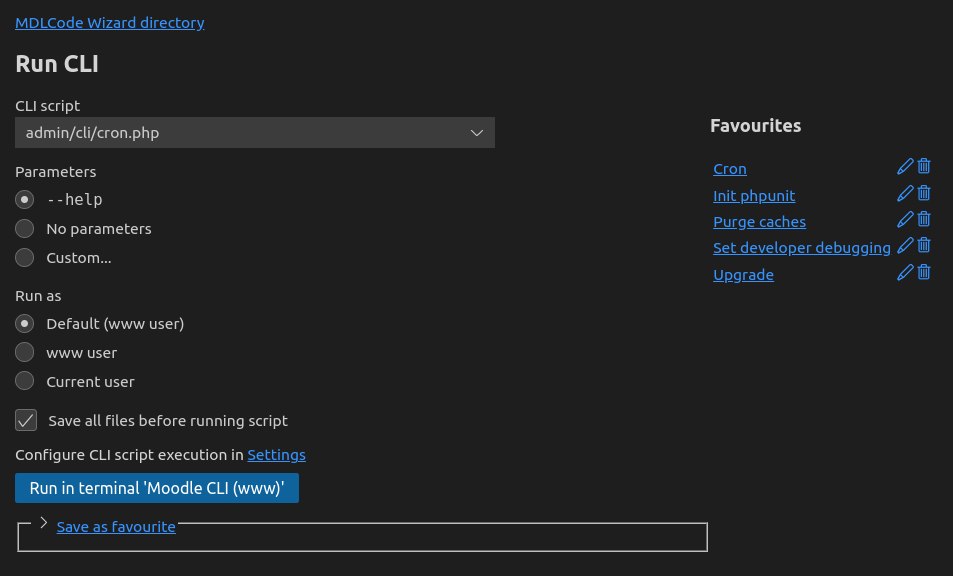 MDLCode Wizard directory
Run CLI
CLI script
admin/cli/cron.php
Parameters
--help
No parameters
Custom...
Run as
Default (www user)
www user
Current user
Save all files before running script
Configure CLI script execution in Settings
Run in terminal 'Moodle CLI (www)'
Save as favourite
Favourites
Cron
Init phpunit
Purge caches
Set developer debugging
Upgrade